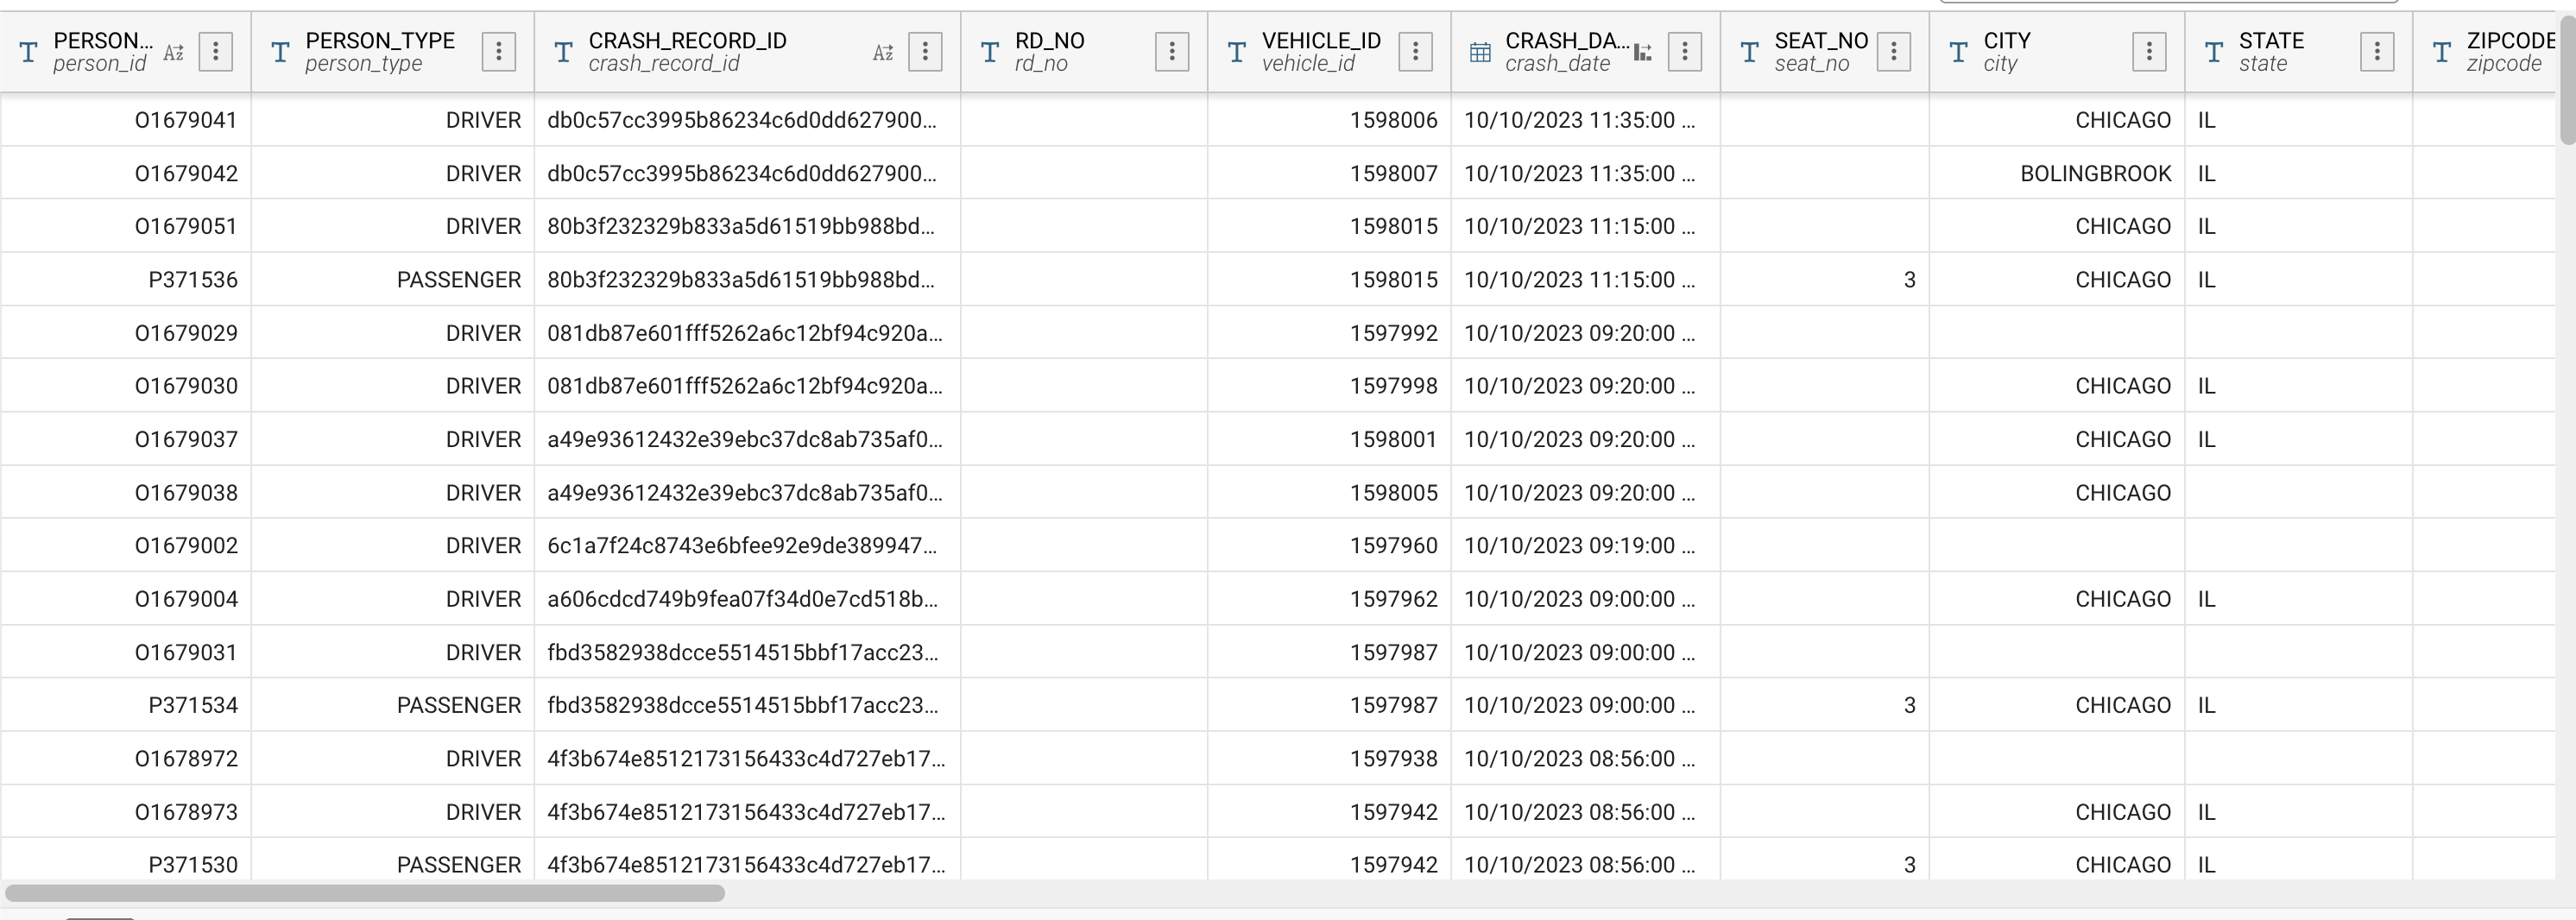 PERSON... PERSON_TYPE CRASH_RECORD_ID RD_NO VEHICLE_ID CRASH_DA... SEAT_NO CITY STATE ZIPCODE
person_id person_type crash_record_id rd_no vehicle_id crash_date seat_no city state zipcode
O1679041 DRIVER db0c57cc3995b86234c6d0dd627900... 1598006 10/10/2023 11:35:00 ... CHICAGO IL
O1679042 DRIVER db0c57cc3995b86234c6d0dd627900... 1598007 10/10/2023 11:35:00 ... BOLINGBROOK IL
O1679051 DRIVER 80b3f232329b833a5d61519bb988bd... 1598015 10/10/2023 11:15:00 ... CHICAGO IL
P371536 PASSENGER 80b3f232329b833a5d61519bb988bd... 1598015 10/10/2023 11:15:00 ... 3 CHICAGO IL
O1679029 DRIVER 081db87e601fff5262a6c12bf94c920a... 1597992 10/10/2023 09:20:00 ...
O1679030 DRIVER 081db87e601fff5262a6c12bf94c920a... 1597998 10/10/2023 09:20:00 ... CHICAGO IL
O1679037 DRIVER a49e93612432e39ebc37dc8ab735af0... 1598001 10/10/2023 09:20:00 ... CHICAGO IL
O1679038 DRIVER a49e93612432e39ebc37dc8ab735af0... 1598005 10/10/2023 09:20:00 ... CHICAGO
O1679002 DRIVER 6c1a7f24c8743e6bfee92e9de389947... 1597960 10/10/2023 09:19:00 ...
O1679004 DRIVER a606cdcd749b9fea07f34d0e7cd518b... 1597962 10/10/2023 09:00:00 ... CHICAGO IL
O1679031 DRIVER fbd3582938dcce5514515bbf17acc23... 1597987 10/10/2023 09:00:00 ...
P371534 PASSENGER fbd3582938dcce5514515bbf17acc23... 1597987 10/10/2023 09:00:00 ... 3 CHICAGO IL
O1678972 DRIVER 4f3b674e8512173156433c4d727eb17... 1597938 10/10/2023 08:56:00 ...
O1678973 DRIVER 4f3b674e8512173156433c4d727eb17... 1597942 10/10/2023 08:56:00 ... CHICAGO IL
P371530 PASSENGER 4f3b674e8512173156433c4d727eb17... 1597942 10/10/2023 08:56:00 ... 3 CHICAGO IL